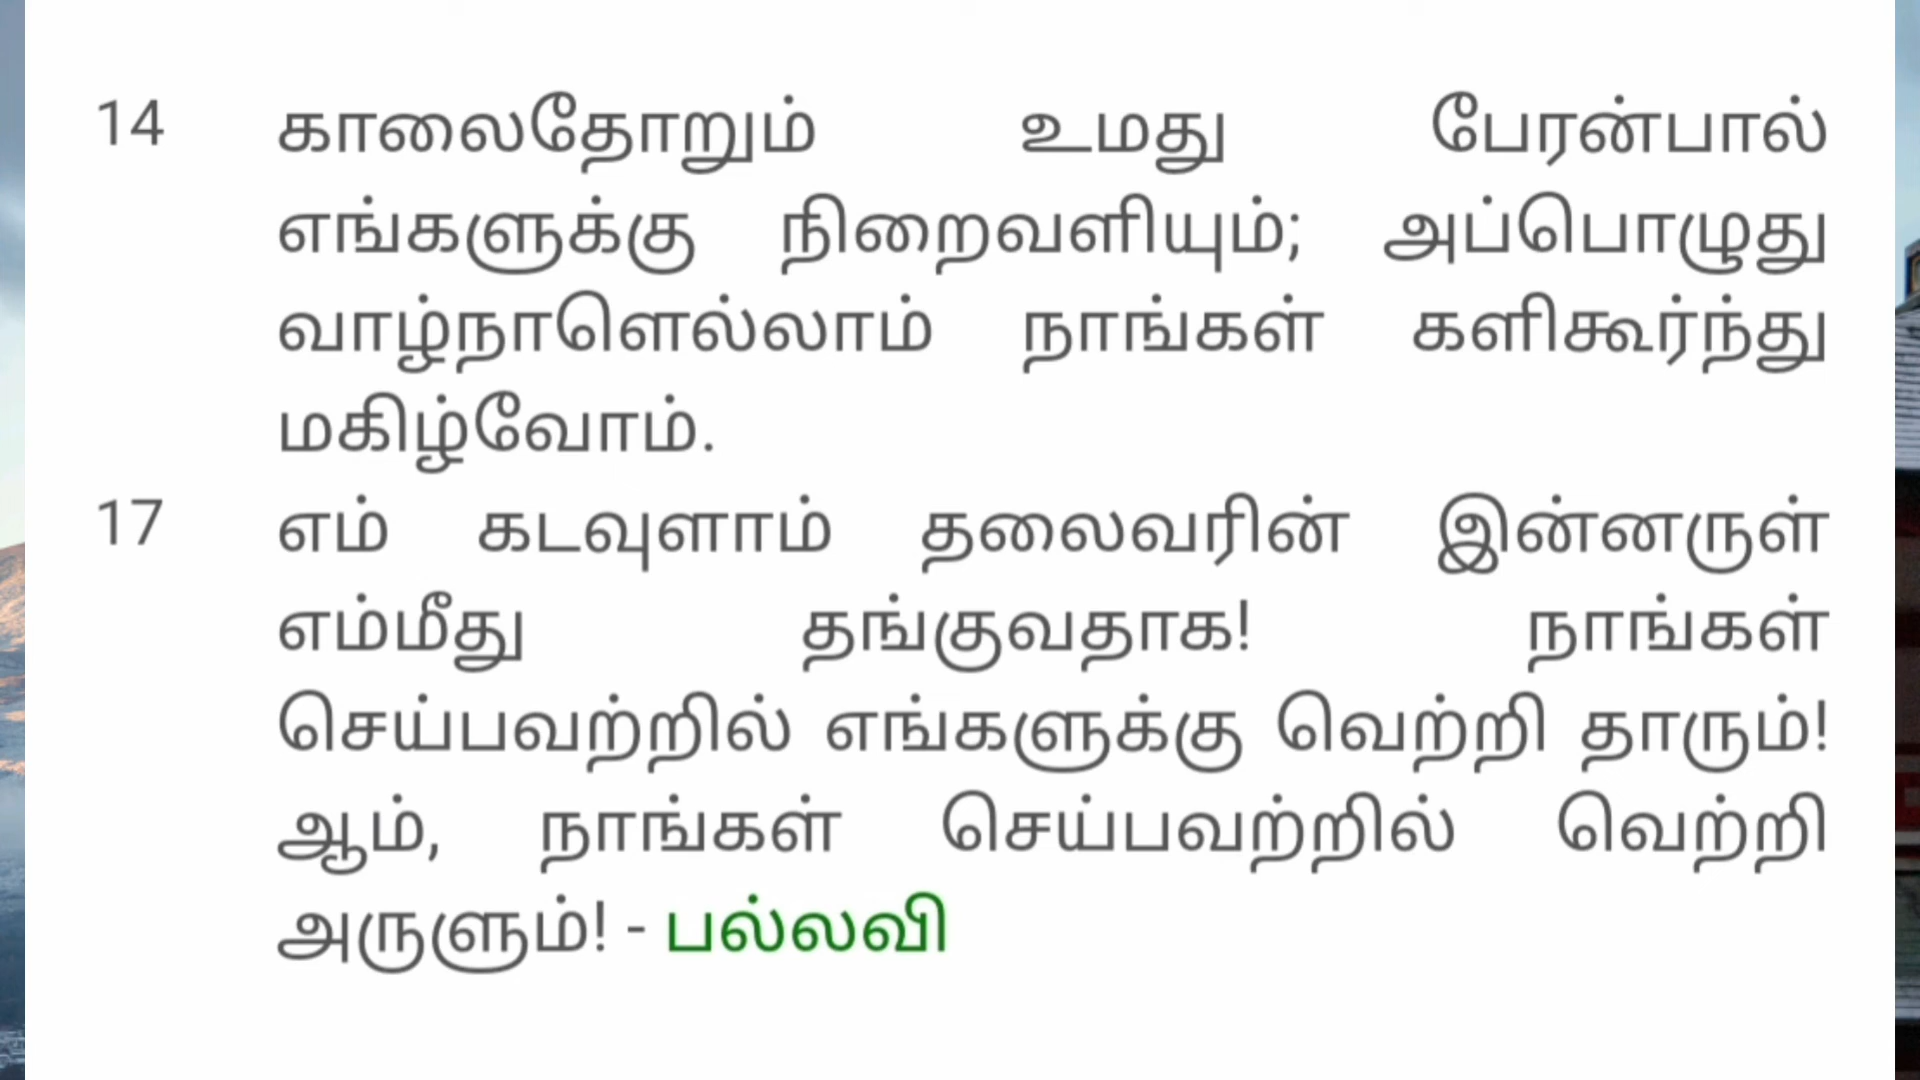 14 காலைதோறும் உமது பேரன்பால்
எங்களுக்கு நிறைவளியும்; அப்பொழுது
வாழ்நாளெல்லாம் நாங்கள் களிகூர்ந்து
மகிழ்வோம்.
17 எம் கடவுளாம் தலைவரின் இன்னருள்
எம்மீது தங்குவதாக! நாங்கள்
செய்பவற்றில் எங்களுக்கு வெற்றி தாரும்!
ஆம், நாங்கள் செய்பவற்றில் வெற்றி
அருளும்! - பல்லவி